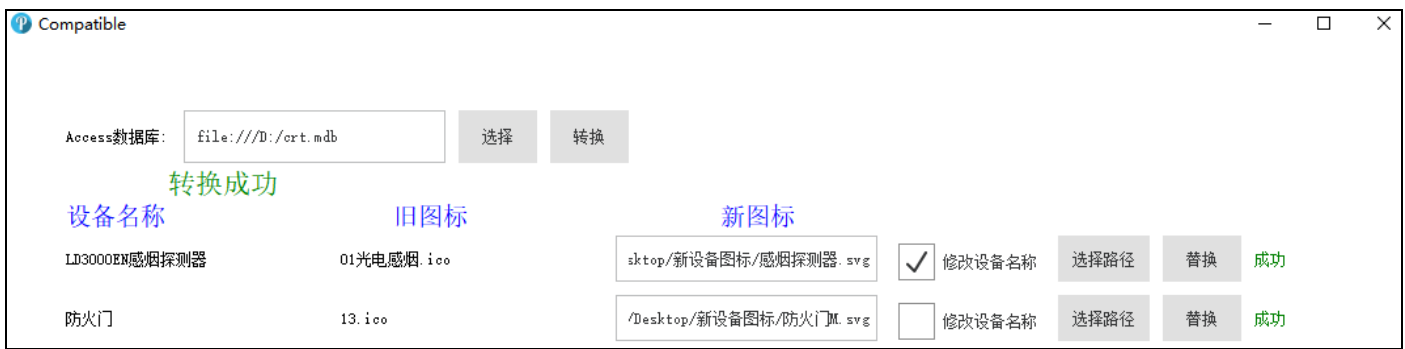 Compatible
Access数据库: file:///D:/crt.mdb 选择 转换
转换成功
设备名称 旧图标 新图标
LD3000EN感烟探测器 01光电感烟.ico sktop/新设备图标/感烟探测器.svg 修改设备名称 选择路径 替换 成功
防火门 13.ico /Desktop/新设备图标/防火门M.svg 修改设备名称 选择路径 替换 成功